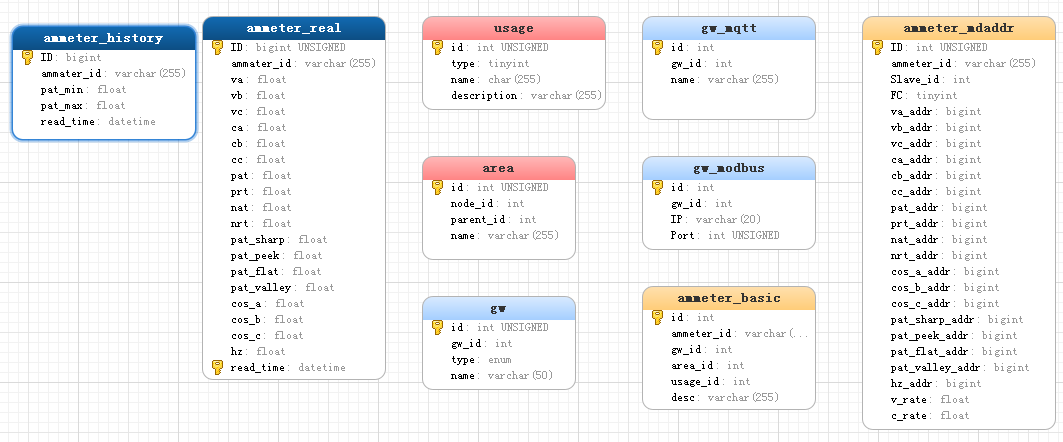 ammeter_history
ID: bigint
ammater_id: varchar(255)
pat_min: float
pat_max: float
read_time: datetime
ammeter_real
ID: bigint UNSIGNED
ammater_id: varchar(255)
va: float
vb: float
vc: float
ca: float
cb: float
cc: float
pat: float
prt: float
nat: float
nrt: float
pat_sharp: float
pat_peek: float
pat_flat: float
pat_valley: float
cos_a: float
cos_b: float
cos_c: float
hz: float
read_time: datetime
usage
id: int UNSIGNED
type: tinyint
name: char(255)
description: varchar(255)
area
id: int UNSIGNED
node_id: int
parent_id: int
name: varchar(255)
gw
id: int UNSIGNED
gw_id: int
type: enum
name: varchar(50)
gw_mqtt
id: int
gw_id: int
name: varchar(255)
gw_modbus
id: int
gw_id: int
IP: varchar(20)
Port: int UNSIGNED
ammeter_basic
id: int
ammeter_id: varchar(...
gw_id: int
area_id: int
usage_id: int
desc: varchar(255)
ammeter_mdaddr
ID: int UNSIGNED
ammeter_id: varchar(255)
Slave_id: int
FC: tinyint
va_addr: bigint
vb_addr: bigint
vc_addr: bigint
ca_addr: bigint
cb_addr: bigint
cc_addr: bigint
pat_addr: bigint
prt_addr: bigint
nat_addr: bigint
nrt_addr: bigint
cos_a_addr: bigint
cos_b_addr: bigint
cos_c_addr: bigint
pat_sharp_addr: bigint
pat_peek_addr: bigint
pat_flat_addr: bigint
pat_valley_addr: bigint
hz_addr: bigint
v_rate: float
c_rate: float